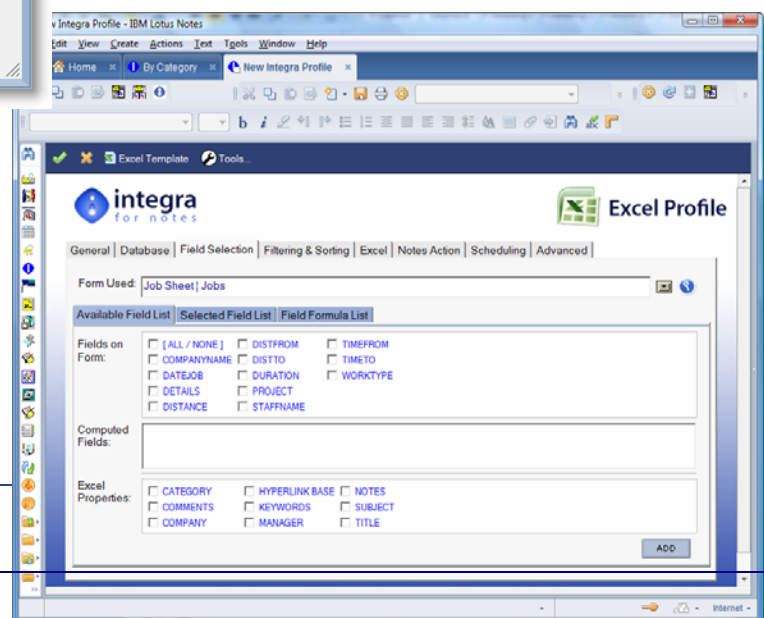 v Integra Profile - IBM Lotus Notes
Edit View Create Actions Text Tools Window Help
Home By Category New Integra Profile
b i
Excel Template Tools...
integra
for notes
Excel Profile
General Database Field Selection Filtering & Sorting Excel Notes Action Scheduling Advanced
Form Used: Job Sheet| Jobs
Available Field List Selected Field List Field Formula List
Fields on Form:
[ALL / NONE] DISTFROM TIMEFROM
COMPANYNAME DISTTO TIMETO
DATEJOB DURATION WORKTYPE
DETAILS PROJECT
DISTANCE STAFFNAME
Computed Fields:
Excel Properties:
CATEGORY HYPERLINK BASE NOTES
COMMENTS KEYWORDS SUBJECT
COMPANY MANAGER TITLE
ADD
Internet